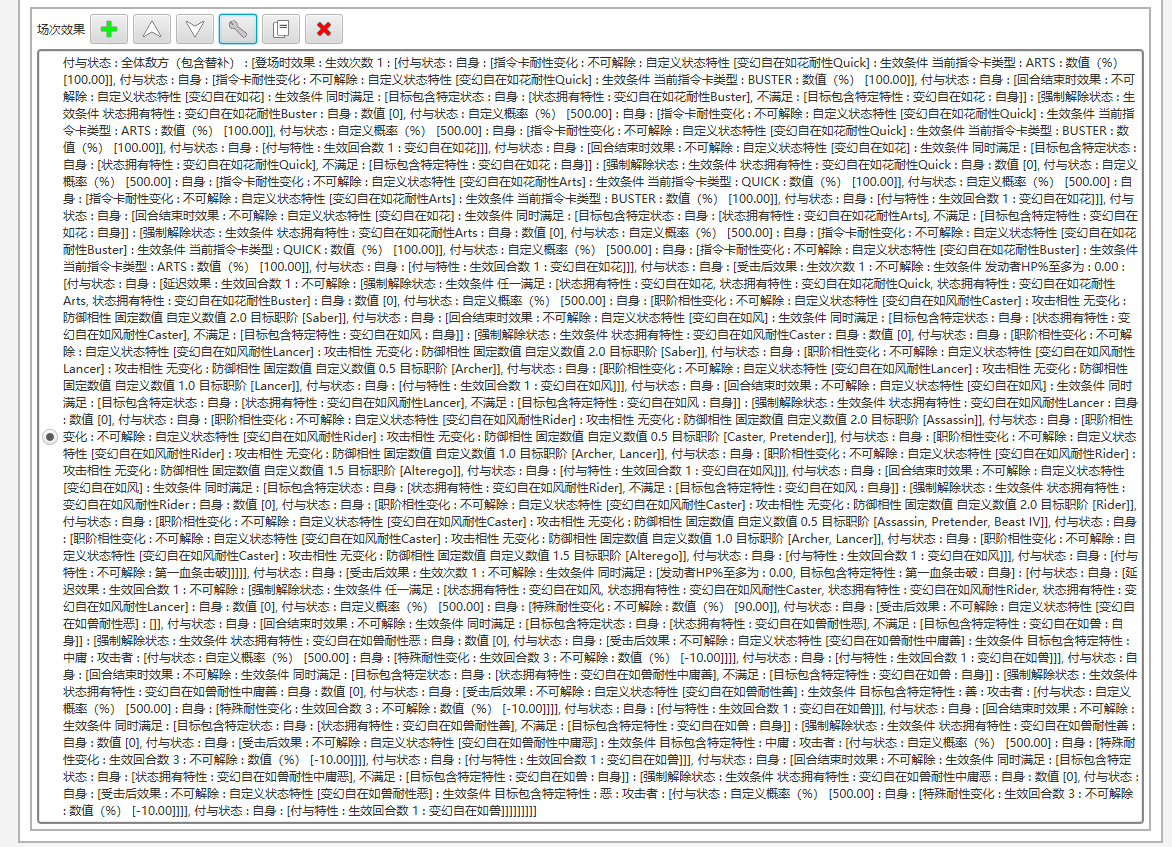 场次效果
付与状态 : 全体敌方（包含替补） : [登场时效果 : 生效次数 1 : [付与状态 : 自身 : [指令卡耐性变化 : 不可解除 : 自定义状态特性 [变幻自在如花耐性Quick] : 生效条件 当前指令卡类型 : ARTS : 数值（%）
[100.00]], 付与状态 : 自身 : [指令卡耐性变化 : 不可解除 : 自定义状态特性 [变幻自在如花耐性Quick] : 生效条件 当前指令卡类型 : BUSTER : 数值（%） [100.00]], 付与状态 : 自身 : [回合结束时效果 : 不可
解除 : 自定义状态特性 [变幻自在如花] : 生效条件 同时满足 : [目标包含特定状态 : 自身 : [状态拥有特性 : 变幻自在如花耐性Buster], 不满足 : [目标包含特定特性 : 变幻自在如花 : 自身]] : [强制解除状态 : 生
效条件 状态拥有特性 : 变幻自在如花耐性Buster : 自身 : 数值 [0], 付与状态 : 自定义概率（%） [500.00] : 自身 : [指令卡耐性变化 : 不可解除 : 自定义状态特性 [变幻自在如花耐性Quick] : 生效条件 当前指
令卡类型 : ARTS : 数值（%） [100.00]], 付与状态 : 自定义概率（%） [500.00] : 自身 : [指令卡耐性变化 : 不可解除 : 自定义状态特性 [变幻自在如花耐性Quick] : 生效条件 当前指令卡类型 : BUSTER : 数
值（%） [100.00]], 付与状态 : 自身 : [付与特性 : 生效回合数 1 : 变幻自在如花]]], 付与状态 : 自身 : [回合结束时效果 : 不可解除 : 自定义状态特性 [变幻自在如花] : 生效条件 同时满足 : [目标包含特定状态 :
自身 : [状态拥有特性 : 变幻自在如花耐性Quick], 不满足 : [目标包含特定特性 : 变幻自在如花 : 自身]] : [强制解除状态 : 生效条件 状态拥有特性 : 变幻自在如花耐性Quick : 自身 : 数值 [0], 付与状态 : 自定义
概率（%） [500.00] : 自身 : [指令卡耐性变化 : 不可解除 : 自定义状态特性 [变幻自在如花耐性Arts] : 生效条件 当前指令卡类型 : QUICK : 数值（%） [100.00]], 付与状态 : 自定义概率（%） [500.00] : 自
身 : [指令卡耐性变化 : 不可解除 : 自定义状态特性 [变幻自在如花耐性Arts] : 生效条件 当前指令卡类型 : BUSTER : 数值（%） [100.00]], 付与状态 : 自身 : [付与特性 : 生效回合数 1 : 变幻自在如花]]], 付与
状态 : 自身 : [回合结束时效果 : 不可解除 : 自定义状态特性 [变幻自在如花] : 生效条件 同时满足 : [目标包含特定状态 : 自身 : [状态拥有特性 : 变幻自在如花耐性Arts], 不满足 : [目标包含特定特性 : 变幻自在
如花 : 自身]] : [强制解除状态 : 生效条件 状态拥有特性 : 变幻自在如花耐性Arts : 自身 : 数值 [0], 付与状态 : 自定义概率（%） [500.00] : 自身 : [指令卡耐性变化 : 不可解除 : 自定义状态特性 [变幻自在如花
耐性Buster] : 生效条件 当前指令卡类型 : QUICK : 数值（%） [100.00]], 付与状态 : 自定义概率（%） [500.00] : 自身 : [指令卡耐性变化 : 不可解除 : 自定义状态特性 [变幻自在如花耐性Buster] : 生效条件
当前指令卡类型 : ARTS : 数值（%） [100.00]], 付与状态 : 自身 : [付与特性 : 生效回合数 1 : 变幻自在如花]]], 付与状态 : 自身 : [受击后效果 : 生效次数 1 : 不可解除 : 生效条件 发动者HP%至多为 : 0.00 :
[付与状态 : 自身 : [延迟效果 : 生效回合数 1 : 不可解除 : [强制解除状态 : 生效条件 任一满足 : [状态拥有特性 : 变幻自在如花, 状态拥有特性 : 变幻自在如花耐性Quick, 状态拥有特性 : 变幻自在如花耐性
Arts, 状态拥有特性 : 变幻自在如花耐性Buster] : 自身 : 数值 [0], 付与状态 : 自定义概率（%） [500.00] : 自身 : [职阶相性变化 : 不可解除 : 自定义状态特性 [变幻自在如风耐性Caster] : 攻击相性 无变化 :
防御相性 固定数值 自定义数值 2.0 目标职阶 [Saber]], 付与状态 : 自身 : [回合结束时效果 : 不可解除 : 自定义状态特性 [变幻自在如风] : 生效条件 同时满足 : [目标包含特定状态 : 自身 : [状态拥有特性 : 变
幻自在如风耐性Caster], 不满足 : [目标包含特定特性 : 变幻自在如风 : 自身]] : [强制解除状态 : 生效条件 状态拥有特性 : 变幻自在如风耐性Caster : 自身 : 数值 [0], 付与状态 : 自身 : [职阶相性变化 : 不可解
除 : 自定义状态特性 [变幻自在如风耐性Lancer] : 攻击相性 无变化 : 防御相性 固定数值 自定义数值 2.0 目标职阶 [Saber]], 付与状态 : 自身 : [职阶相性变化 : 不可解除 : 自定义状态特性 [变幻自在如风耐性
Lancer] : 攻击相性 无变化 : 防御相性 固定数值 自定义数值 0.5 目标职阶 [Archer]], 付与状态 : 自身 : [职阶相性变化 : 不可解除 : 自定义状态特性 [变幻自在如风耐性Lancer] : 攻击相性 无变化 : 防御相性
固定数值 自定义数值 1.0 目标职阶 [Lancer]], 付与状态 : 自身 : [付与特性 : 生效回合数 1 : 变幻自在如风]]], 付与状态 : 自身 : [回合结束时效果 : 不可解除 : 自定义状态特性 [变幻自在如风] : 生效条件 同时
满足 : [目标包含特定状态 : 自身 : [状态拥有特性 : 变幻自在如风耐性Lancer], 不满足 : [目标包含特定特性 : 变幻自在如风 : 自身]] : [强制解除状态 : 生效条件 状态拥有特性 : 变幻自在如风耐性Lancer : 自身
: 数值 [0], 付与状态 : 自身 : [职阶相性变化 : 不可解除 : 自定义状态特性 [变幻自在如风耐性Rider] : 攻击相性 无变化 : 防御相性 固定数值 自定义数值 2.0 目标职阶 [Assassin]], 付与状态 : 自身 : [职阶相性
变化 : 不可解除 : 自定义状态特性 [变幻自在如风耐性Rider] : 攻击相性 无变化 : 防御相性 固定数值 自定义数值 0.5 目标职阶 [Caster, Pretender]], 付与状态 : 自身 : [职阶相性变化 : 不可解除 : 自定义状态
特性 [变幻自在如风耐性Rider] : 攻击相性 无变化 : 防御相性 固定数值 自定义数值 1.0 目标职阶 [Archer, Lancer]], 付与状态 : 自身 : [职阶相性变化 : 不可解除 : 自定义状态特性 [变幻自在如风耐性Rider] :
攻击相性 无变化 : 防御相性 固定数值 自定义数值 1.5 目标职阶 [Alterego]], 付与状态 : 自身 : [付与特性 : 生效回合数 1 : 变幻自在如风]]], 付与状态 : 自身 : [回合结束时效果 : 不可解除 : 自定义状态特性
[变幻自在如风] : 生效条件 同时满足 : [目标包含特定状态 : 自身 : [状态拥有特性 : 变幻自在如风耐性Rider], 不满足 : [目标包含特定特性 : 变幻自在如风 : 自身]] : [强制解除状态 : 生效条件 状态拥有特性 :
变幻自在如风耐性Rider : 自身 : 数值 [0], 付与状态 : 自身 : [职阶相性变化 : 不可解除 : 自定义状态特性 [变幻自在如风耐性Caster] : 攻击相性 无变化 : 防御相性 固定数值 自定义数值 2.0 目标职阶 [Rider]],
付与状态 : 自身 : [职阶相性变化 : 不可解除 : 自定义状态特性 [变幻自在如风耐性Caster] : 攻击相性 无变化 : 防御相性 固定数值 自定义数值 0.5 目标职阶 [Assassin, Pretender, Beast IV]], 付与状态 : 自身
: [职阶相性变化 : 不可解除 : 自定义状态特性 [变幻自在如风耐性Caster] : 攻击相性 无变化 : 防御相性 固定数值 自定义数值 1.0 目标职阶 [Archer, Lancer]], 付与状态 : 自身 : [职阶相性变化 : 不可解除 : 自
定义状态特性 [变幻自在如风耐性Caster] : 攻击相性 无变化 : 防御相性 固定数值 自定义数值 1.5 目标职阶 [Alterego]], 付与状态 : 自身 : [付与特性 : 生效回合数 1 : 变幻自在如风]]], 付与状态 : 自身 : [付与
特性 : 不可解除 : 第一血条击破]]]]], 付与状态 : 自身 : [受击后效果 : 生效次数 1 : 不可解除 : 生效条件 同时满足 : [发动者HP%至多为 : 0.00, 目标包含特定特性 : 第一血条击破 : 自身] : [付与状态 : 自身 : [延
迟效果 : 生效回合数 1 : 不可解除 : [强制解除状态 : 生效条件 任一满足 : [状态拥有特性 : 变幻自在如风, 状态拥有特性 : 变幻自在如风耐性Caster, 状态拥有特性 : 变幻自在如风耐性Rider, 状态拥有特性 : 变
幻自在如风耐性Lancer] : 自身 : 数值 [0], 付与状态 : 自定义概率（%） [500.00] : 自身 : [特殊耐性变化 : 不可解除 : 数值（%） [90.00]], 付与状态 : 自身 : [受击后效果 : 不可解除 : 自定义状态特性 [变幻自
在如兽耐性恶] : []], 付与状态 : 自身 : [回合结束时效果 : 不可解除 : 生效条件 同时满足 : [目标包含特定状态 : 自身 : [状态拥有特性 : 变幻自在如兽耐性恶], 不满足 : [目标包含特定特性 : 变幻自在如兽 : 自
身]] : [强制解除状态 : 生效条件 状态拥有特性 : 变幻自在如兽耐性恶 : 自身 : 数值 [0], 付与状态 : 自身 : [受击后效果 : 不可解除 : 自定义状态特性 [变幻自在如兽耐性中庸善] : 生效条件 目标包含特定特性 :
中庸 : 攻击者 : [付与状态 : 自定义概率（%） [500.00] : 自身 : [特殊耐性变化 : 生效回合数 3 : 不可解除 : 数值（%） [-10.00]]]], 付与状态 : 自身 : [付与特性 : 生效回合数 1 : 变幻自在如兽]]], 付与状态 : 自
身 : [回合结束时效果 : 不可解除 : 生效条件 同时满足 : [目标包含特定状态 : 自身 : [状态拥有特性 : 变幻自在如兽耐性中庸善], 不满足 : [目标包含特定特性 : 变幻自在如兽 : 自身]] : [强制解除状态 : 生效条件
状态拥有特性 : 变幻自在如兽耐性中庸善 : 自身 : 数值 [0], 付与状态 : 自身 : [受击后效果 : 不可解除 : 自定义状态特性 [变幻自在如兽耐性善] : 生效条件 目标包含特定特性 : 善 : 攻击者 : [付与状态 : 自定义
概率（%） [500.00] : 自身 : [特殊耐性变化 : 生效回合数 3 : 不可解除 : 数值（%） [-10.00]]]], 付与状态 : 自身 : [付与特性 : 生效回合数 1 : 变幻自在如兽]]], 付与状态 : 自身 : [回合结束时效果 : 不可解除 :
生效条件 同时满足 : [目标包含特定状态 : 自身 : [状态拥有特性 : 变幻自在如兽耐性善], 不满足 : [目标包含特定特性 : 变幻自在如兽 : 自身]] : [强制解除状态 : 生效条件 状态拥有特性 : 变幻自在如兽耐性善 :
自身 : 数值 [0], 付与状态 : 自身 : [受击后效果 : 不可解除 : 自定义状态特性 [变幻自在如兽耐性中庸恶] : 生效条件 目标包含特定特性 : 中庸 : 攻击者 : [付与状态 : 自定义概率（%） [500.00] : 自身 : [特殊耐
性变化 : 生效回合数 3 : 不可解除 : 数值（%） [-10.00]]]], 付与状态 : 自身 : [付与特性 : 生效回合数 1 : 变幻自在如兽]]], 付与状态 : 自身 : [回合结束时效果 : 不可解除 : 生效条件 同时满足 : [目标包含特定
状态 : 自身 : [状态拥有特性 : 变幻自在如兽耐性中庸恶], 不满足 : [目标包含特定特性 : 变幻自在如兽 : 自身]] : [强制解除状态 : 生效条件 状态拥有特性 : 变幻自在如兽耐性中庸恶 : 自身 : 数值 [0], 付与状态 :
自身 : [受击后效果 : 不可解除 : 自定义状态特性 [变幻自在如兽耐性恶] : 生效条件 目标包含特定特性 : 恶 : 攻击者 : [付与状态 : 自定义概率（%） [500.00] : 自身 : [特殊耐性变化 : 生效回合数 3 : 不可解除
: 数值（%） [-10.00]]]], 付与状态 : 自身 : [付与特性 : 生效回合数 1 : 变幻自在如兽]]]]]]]]]